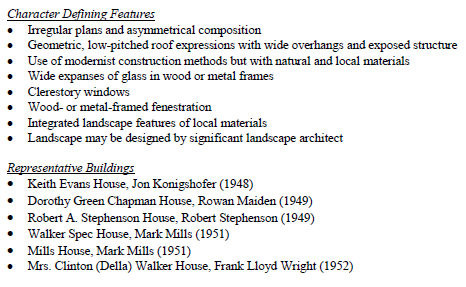 Character Defining Features
• Irregular plans and asymmetrical composition
• Geometric, low-pitched roof expressions with wide overhangs and exposed structure
• Use of modernist construction methods but with natural and local materials
• Wide expanses of glass in wood or metal frames
• Clerestory windows
• Wood- or metal-framed fenestration
• Integrated landscape features of local materials
• Landscape may be designed by significant landscape architect
Representative Buildings
• Keith Evans House, Jon Konigshofer (1948)
• Dorothy Green Chapman House, Rowan Maiden (1949)
• Robert A. Stephenson House, Robert Stephenson (1949)
• Walker Spec House, Mark Mills (1951)
• Mills House, Mark Mills (1951)
• Mrs. Clinton (Della) Walker House, Frank Lloyd Wright (1952)